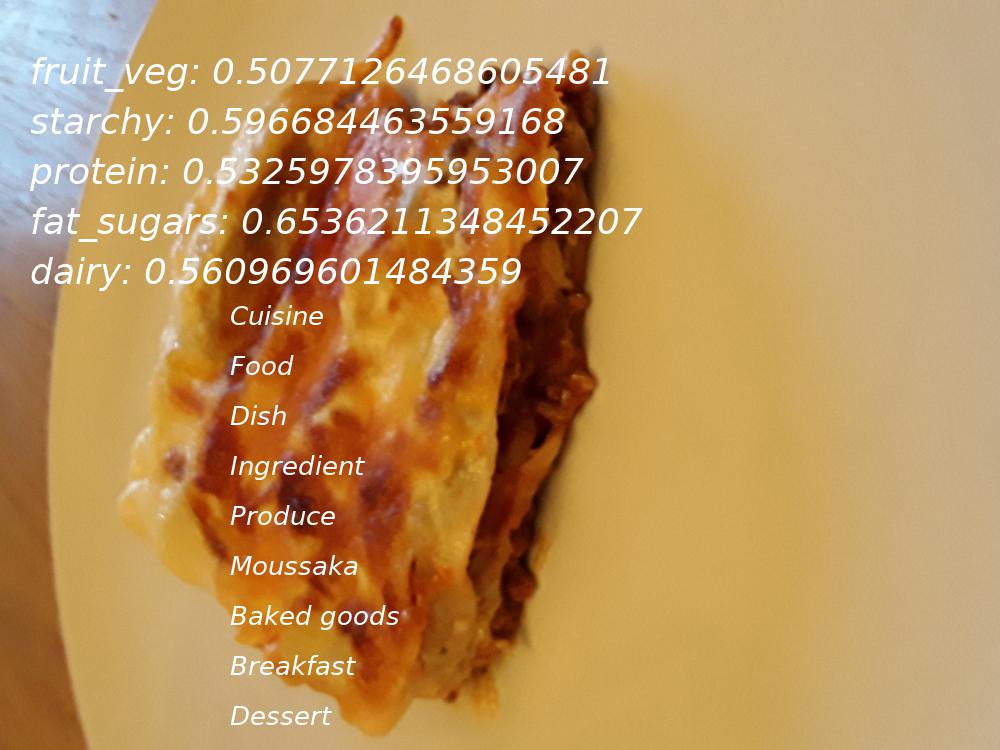 fruit_veg: 0.5077126468605481
starchy: 0.596684463559168
protein: 0.5325978395953007
fat_sugars: 0.6536211348452207
dairy: 0.560969601484359
Cuisine
Food
Dish
Ingredient
Produce
Moussaka
Baked goods
Breakfast
Dessert